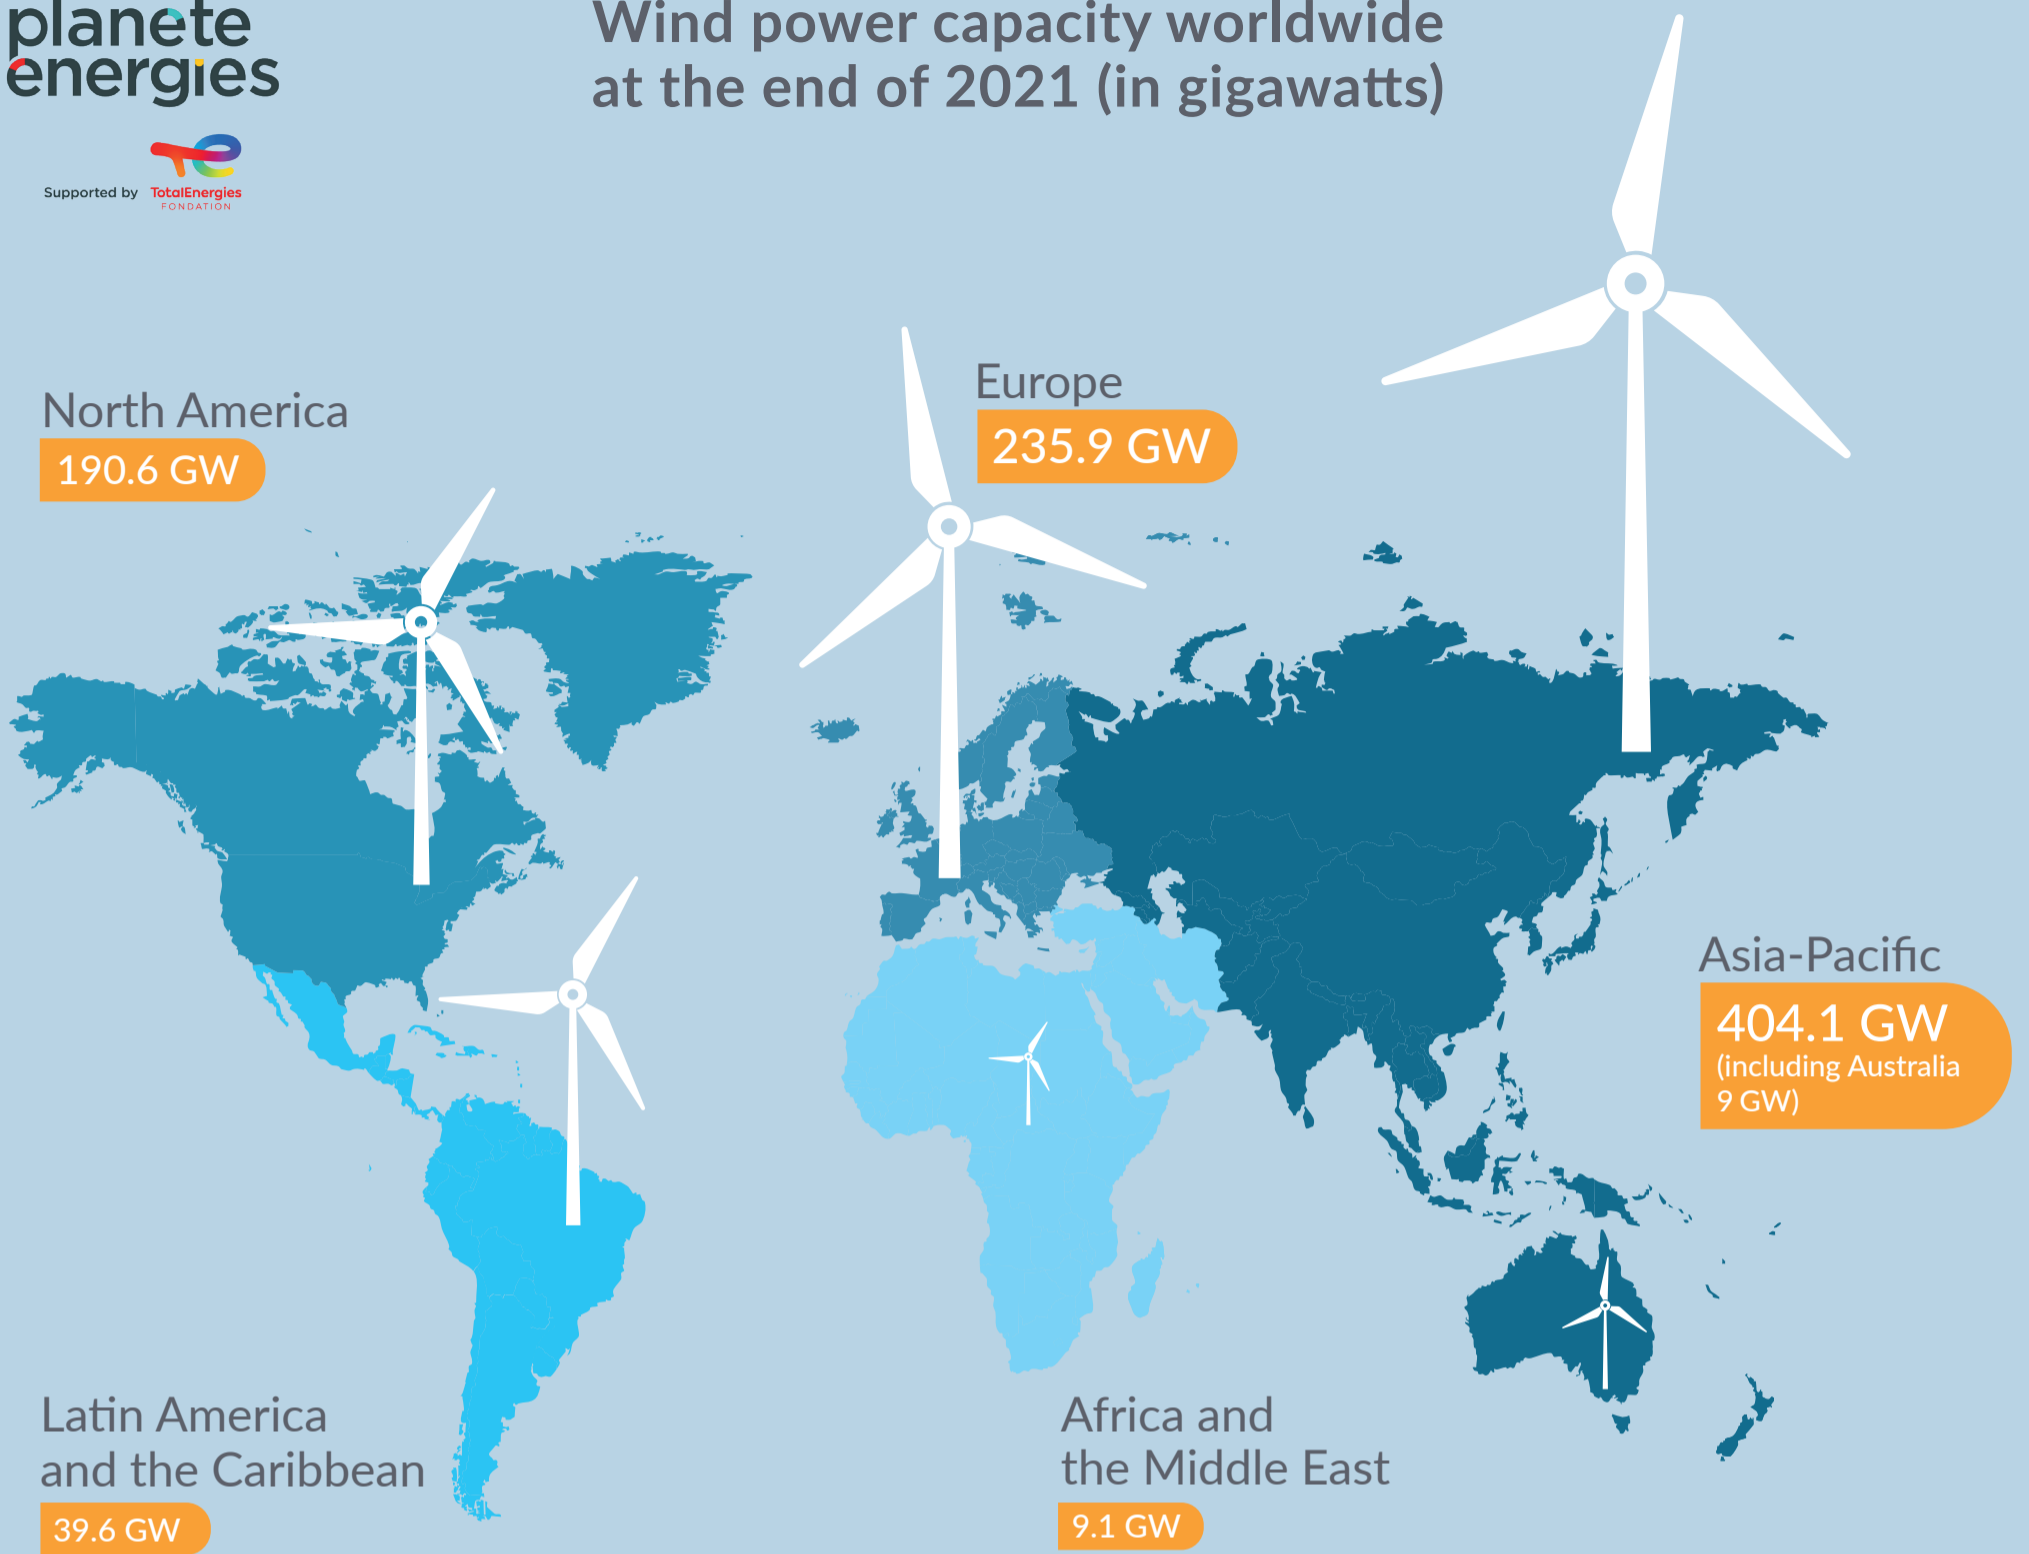 planete
energies
Supported by TotalEnergies
FONDATION
Wind power capacity worldwide
at the end of 2021 (in gigawatts)
North America
190.6 GW
Europe
235.9 GW
Asia-Pacific
404.1 GW
(including Australia
9 GW)
Latin America
and the Caribbean
39.6 GW
Africa and
the Middle East
9.1 GW